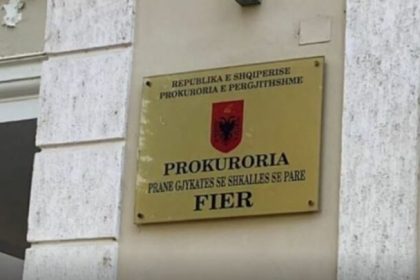 REPUBLIKA E SHQIPERISE
PROKURORIA E PERGJITHSHME
PROKURORIA
PRANE GJYKATES SE SHKALLES SE PARE
FIER